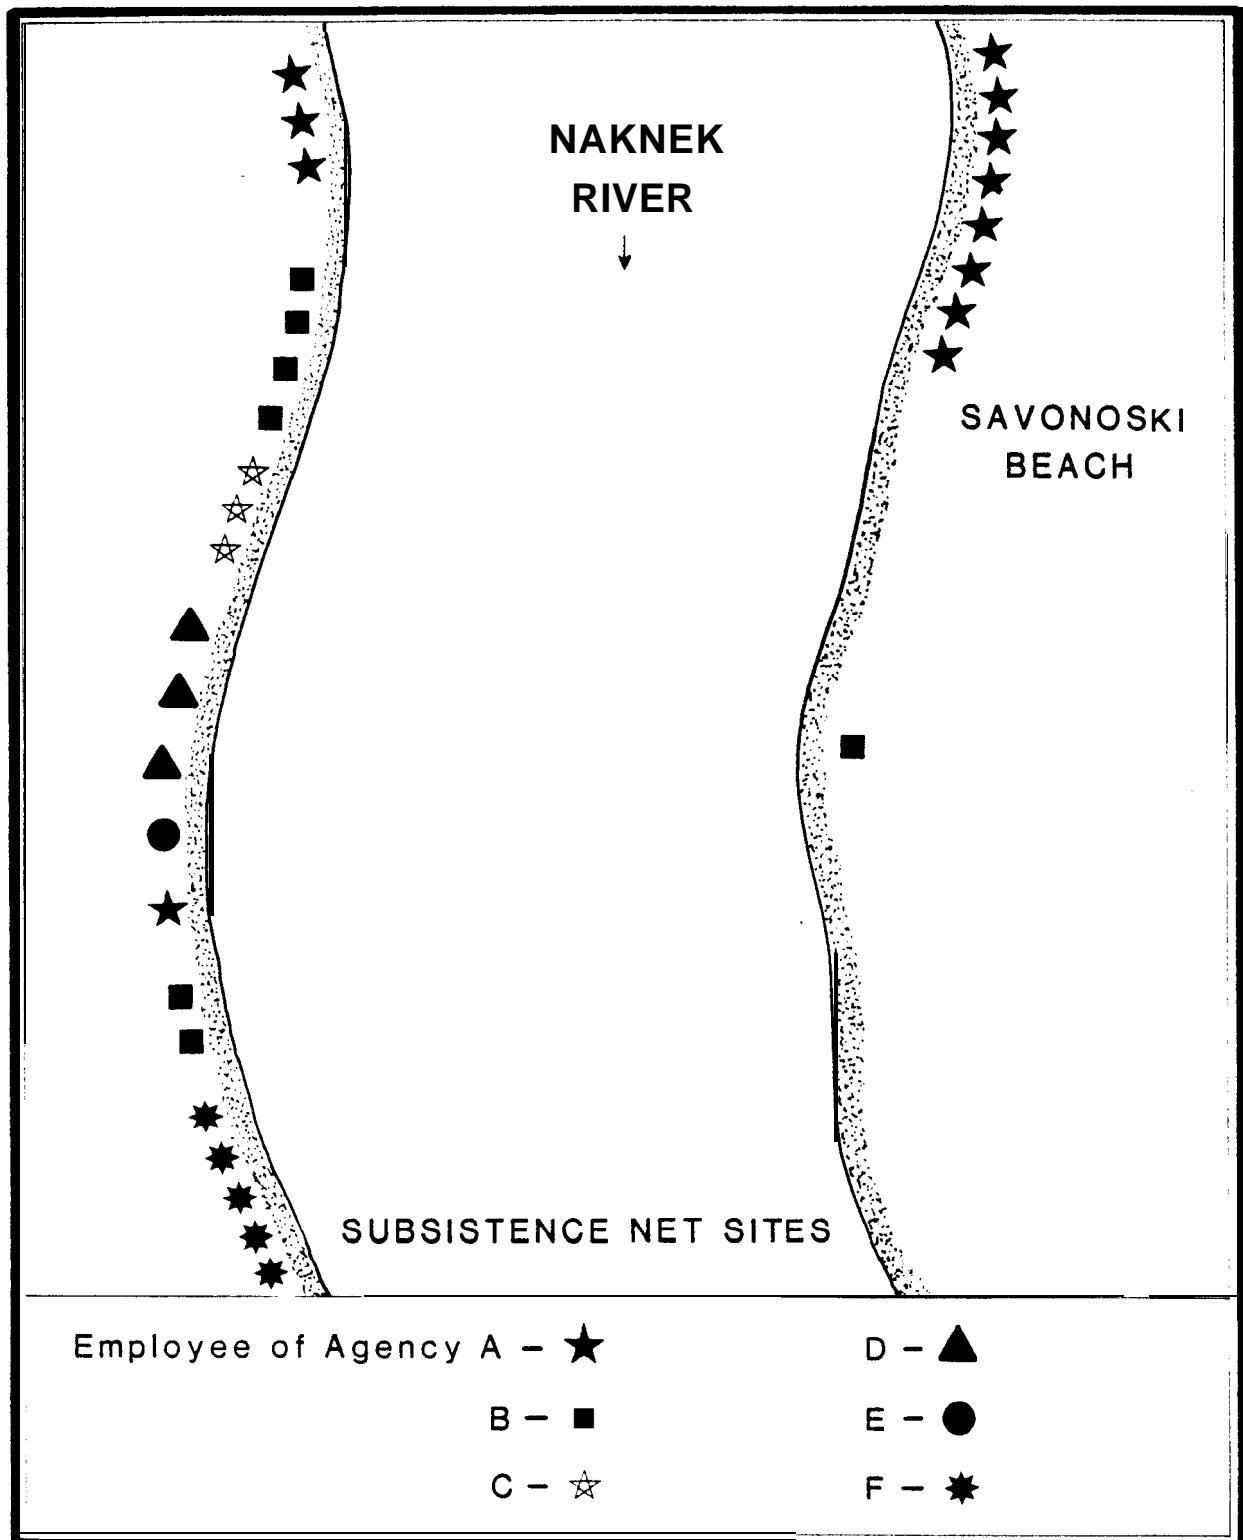 NAKNEK
RIVER
SAVONOSKI
BEACH
SUBSISTENCE NET SITES
Employee of Agency A -
D -
B -
E -
C -
F -